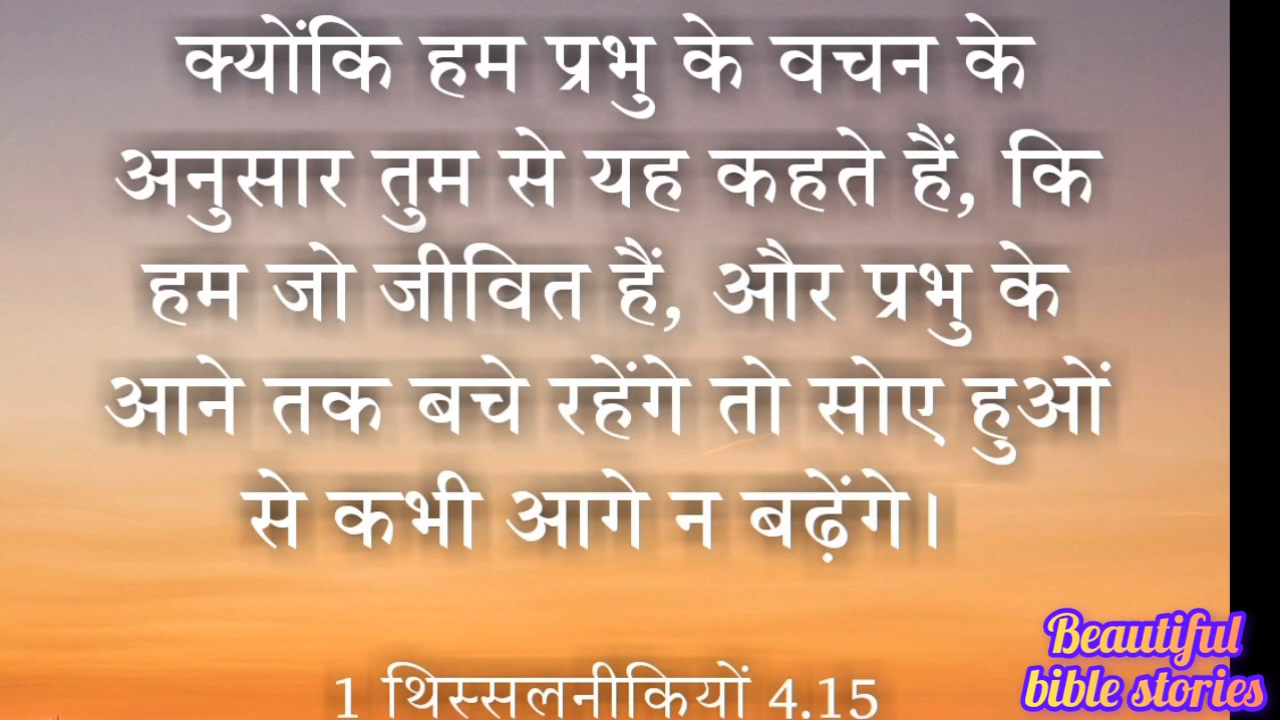 क्योंकि हम प्रभु के वचन के
अनुसार तुम से यह कहते हैं, कि
हम जो जीवित हैं, और प्रभु के
आने तक बचे रहेंगे तो सोए हुओं
से कभी आगे न बढ़ेंगे।
1 थिस्सलनीकियों 4.15
Beautiful
bible stories